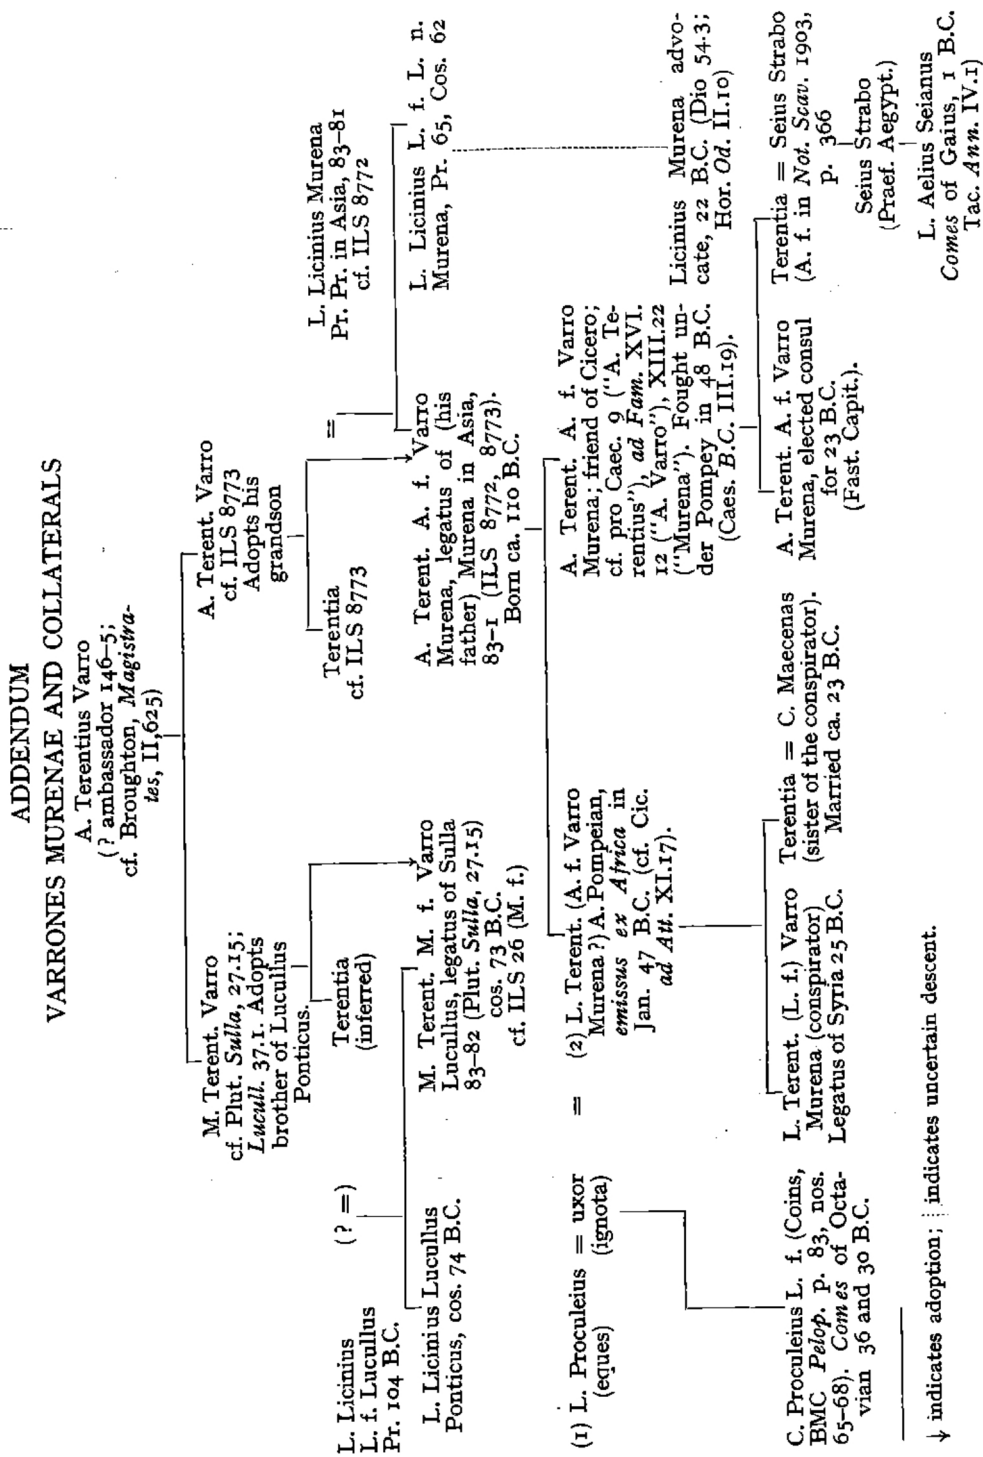 ADDENDUM
VARRONES MURENAE AND COLLATERALS
A. Terentius Varro
(? ambassador 146–5;
cf. Broughton, Magistra-
tes, II,625)
M. Terent. Varro
cf. Plut. Sulla, 27.15;
Lucull. 37.1. Adopts
brother of Lucullus
Ponticus.
A. Terent. Varro
cf. ILS 8773
Adopts his
grandson
L. Licinius
L. f. Lucullus
Pr. 104 B.C.
(? =)
Terentia
(inferred)
Terentia
cf. ILS 8773
=
L. Licinius Murena
Pr. Pr. in Asia, 83–81
cf. ILS 8772
L. Licinius Lucullus
Ponticus, cos. 74 B.C.
M. Terent. M. f. Varro
Lucullus, legatus of Sulla
83–82 (Plut. Sulla, 27.15)
cos. 73 B.C.
cf. ILS 26 (M. f.)
A. Terent. A. f. Varro
Murena, legatus of (his
father) Murena in Asia,
83–1 (ILS 8772, 8773).
Born ca. 110 B.C.
L. Licinius L. f. L. n.
Murena, Pr. 65, Cos. 62
(1) L. Proculeius = uxor
(eques) (ignota)
=
(2) L. Terent. (A. f. Varro
Murena?) A. Pompeian,
emissus ex Africa in
Jan. 47 B.C. (cf. Cic.
ad Att. XI.17).
A. Terent. A. f. Varro
Murena; friend of Cicero;
cf. pro Caec. 9 ("A. Te-
rentius"), ad Fam. XVI.
12 ("A. Varro"), XIII.22
("Murena"). Fought un-
der Pompey in 48 B.C.
(Caes. B.C. III.19).
Licinius Murena advo-
cate, 22 B.C. (Dio 54.3;
Hor. Od. II.10)
C. Proculeius L. f. (Coins,
BMC Pelop. p. 83, nos.
65–68). Comes of Octa-
vian 36 and 30 B.C.
L. Terent. (L. f.) Varro
Murena (conspirator)
Legatus of Syria 25 B.C.
Terentia = C. Maecenas
(sister of the conspirator).
Married ca. 23 B.C.
A. Terent. A. f. Varro
Murena, elected consul
for 23 B.C.
(Fast. Capit.).
Terentia = Seius Strabo
(A. f. in Not. Scav. 1903,
p. 366
Seius Strabo
(Praef. Aegypt.)
L. Aelius Seianus
Comes of Gaius, 1 B.C.
Tac. Ann. IV.1)
↓ indicates adoption; ⋮ indicates uncertain descent.